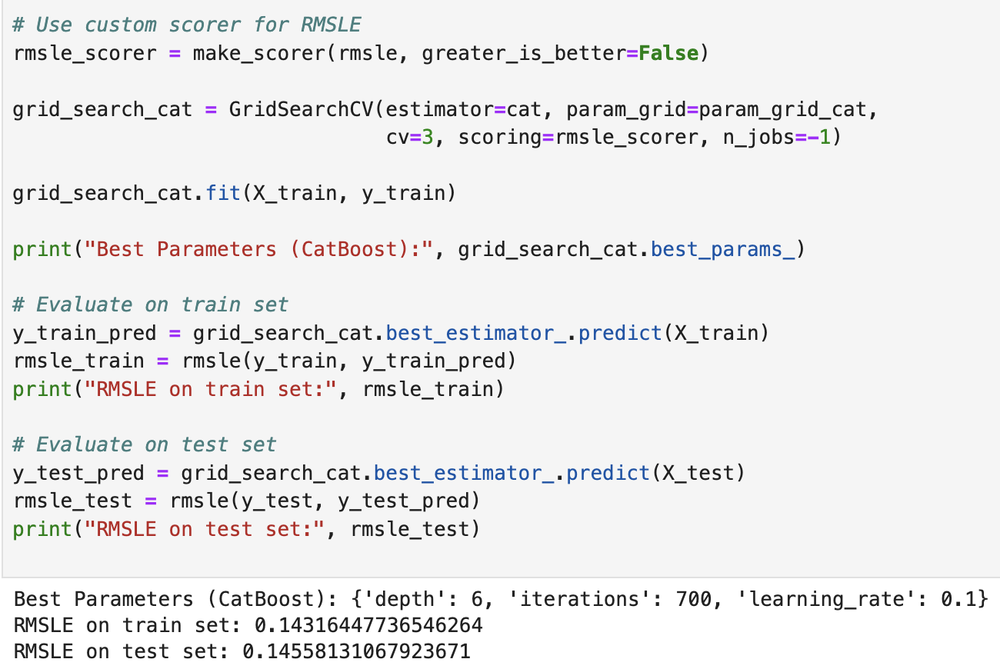 # Use custom scorer for RMSLE
rmsle_scorer = make_scorer(rmsle, greater_is_better=False)
grid_search_cat = GridSearchCV(estimator=cat, param_grid=param_grid_cat,
cv=3, scoring=rmsle_scorer, n_jobs=-1)
grid_search_cat.fit(X_train, y_train)
print("Best Parameters (CatBoost):", grid_search_cat.best_params_)
# Evaluate on train set
y_train_pred = grid_search_cat.best_estimator_.predict(X_train)
rmsle_train = rmsle(y_train, y_train_pred)
print("RMSLE on train set:", rmsle_train)
# Evaluate on test set
y_test_pred = grid_search_cat.best_estimator_.predict(X_test)
rmsle_test = rmsle(y_test, y_test_pred)
print("RMSLE on test set:", rmsle_test)
Best Parameters (CatBoost): {'depth': 6, 'iterations': 700, 'learning_rate': 0.1}
RMSLE on train set: 0.14316447736546264
RMSLE on test set: 0.14558131067923671